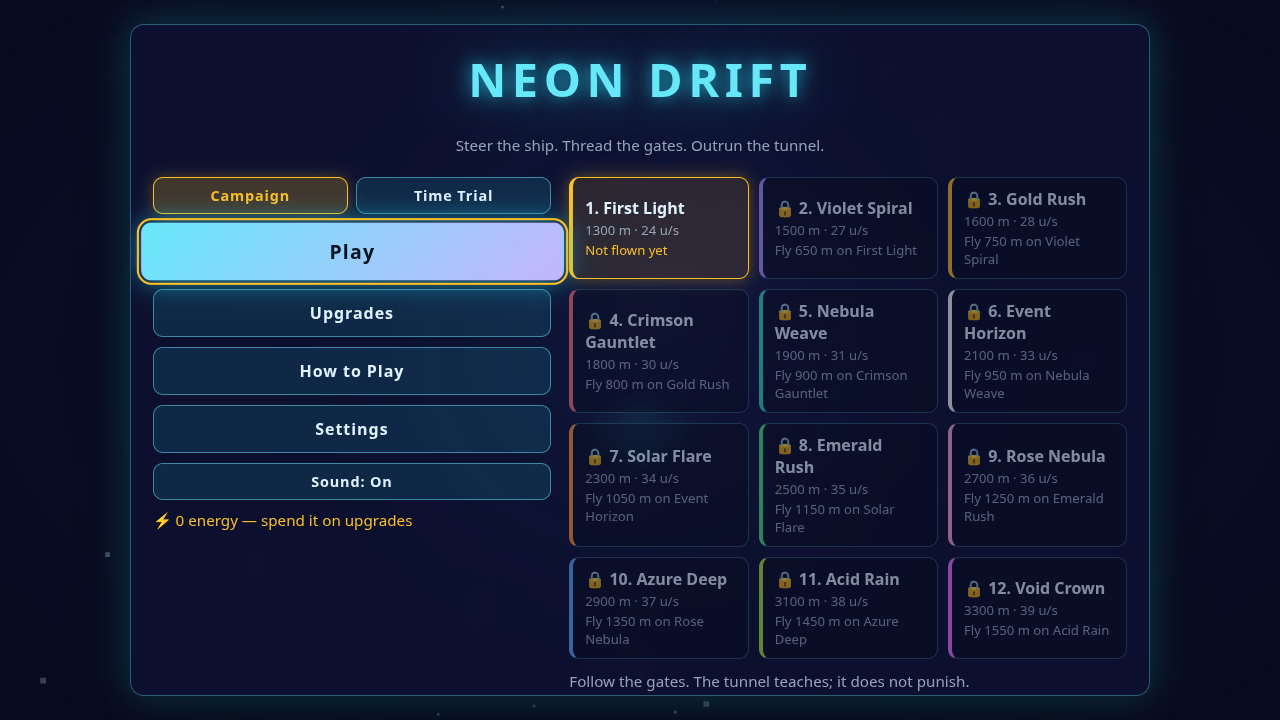 NEON DRIFT
Steer the ship. Thread the gates. Outrun the tunnel.
Campaign
Time Trial
Play
Upgrades
How to Play
Settings
Sound: On
⚡ 0 energy — spend it on upgrades
1. First Light
1300 m · 24 u/s
Not flown yet
🔒 2. Violet Spiral
1500 m · 27 u/s
Fly 650 m on First Light
🔒 3. Gold Rush
1600 m · 28 u/s
Fly 750 m on Violet
Spiral
🔒 4. Crimson
Gauntlet
1800 m · 30 u/s
Fly 800 m on Gold Rush
🔒 5. Nebula
Weave
1900 m · 31 u/s
Fly 900 m on Crimson
Gauntlet
🔒 6. Event
Horizon
2100 m · 33 u/s
Fly 950 m on Nebula
Weave
🔒 7. Solar Flare
2300 m · 34 u/s
Fly 1050 m on Event
Horizon
🔒 8. Emerald
Rush
2500 m · 35 u/s
Fly 1150 m on Solar
Flare
🔒 9. Rose Nebula
2700 m · 36 u/s
Fly 1250 m on Emerald
Rush
🔒 10. Azure Deep
2900 m · 37 u/s
Fly 1350 m on Rose
Nebula
🔒 11. Acid Rain
3100 m · 38 u/s
Fly 1450 m on Azure
Deep
🔒 12. Void Crown
3300 m · 39 u/s
Fly 1550 m on Acid Rain
Follow the gates. The tunnel teaches; it does not punish.